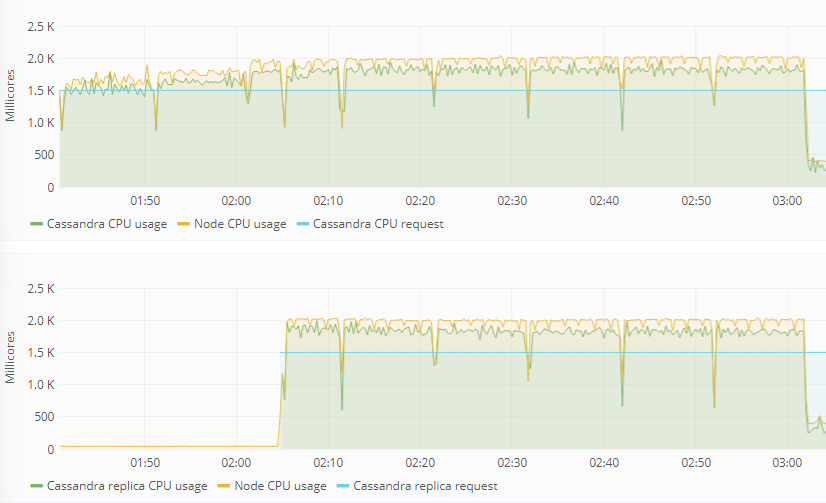 2.5 K
2.0 K
1.5 K
1.0 K
500
0
Millicores
01:50 02:00 02:10 02:20 02:30 02:40 02:50 03:00
Cassandra CPU usage Node CPU usage Cassandra CPU request
2.5 K
2.0 K
1.5 K
1.0 K
500
0
Millicores
01:50 02:00 02:10 02:20 02:30 02:40 02:50 03:00
Cassandra replica CPU usage Node CPU usage Cassandra replica request